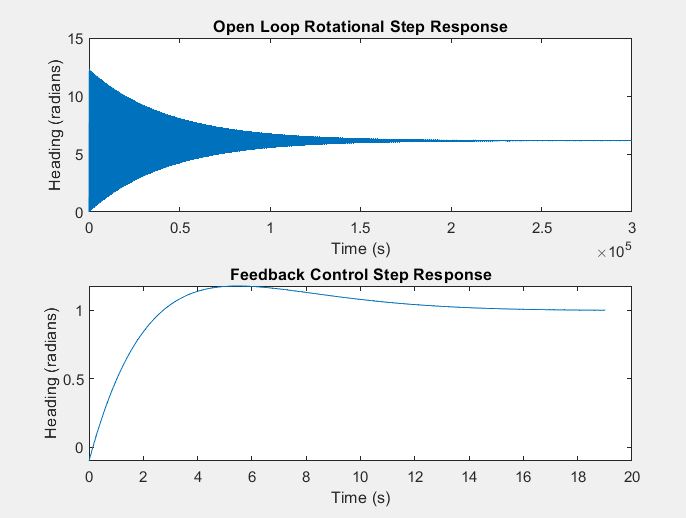 Open Loop Rotational Step Response
15
10
5
0
Heading (radians)
0 0.5 1 1.5 2 2.5 3
Time (s)
×10^5
Feedback Control Step Response
1
0.5
0
Heading (radians)
0 2 4 6 8 10 12 14 16 18 20
Time (s)